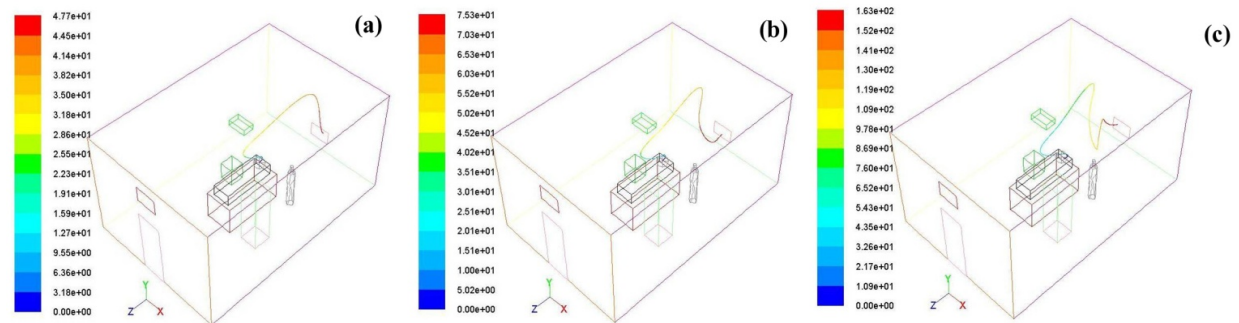 (a)
4.77e+01
4.45e+01
4.14e+01
3.82e+01
3.50e+01
3.18e+01
2.86e+01
2.55e+01
2.23e+01
1.91e+01
1.59e+01
1.27e+01
9.55e+00
6.36e+00
3.18e+00
0.00e+00
Y
Z
X
(b)
7.53e+01
7.03e+01
6.53e+01
6.02e+01
5.52e+01
5.02e+01
4.52e+01
4.02e+01
3.51e+01
3.01e+01
2.51e+01
2.01e+01
1.51e+01
1.00e+01
5.02e+00
0.00e+00
Y
Z
X
(c)
1.63e+02
1.52e+02
1.41e+02
1.30e+02
1.20e+02
1.09e+02
9.78e+01
8.69e+01
7.60e+01
6.52e+01
5.43e+01
4.35e+01
3.26e+01
2.17e+01
1.09e+01
0.00e+00
Y
Z
X